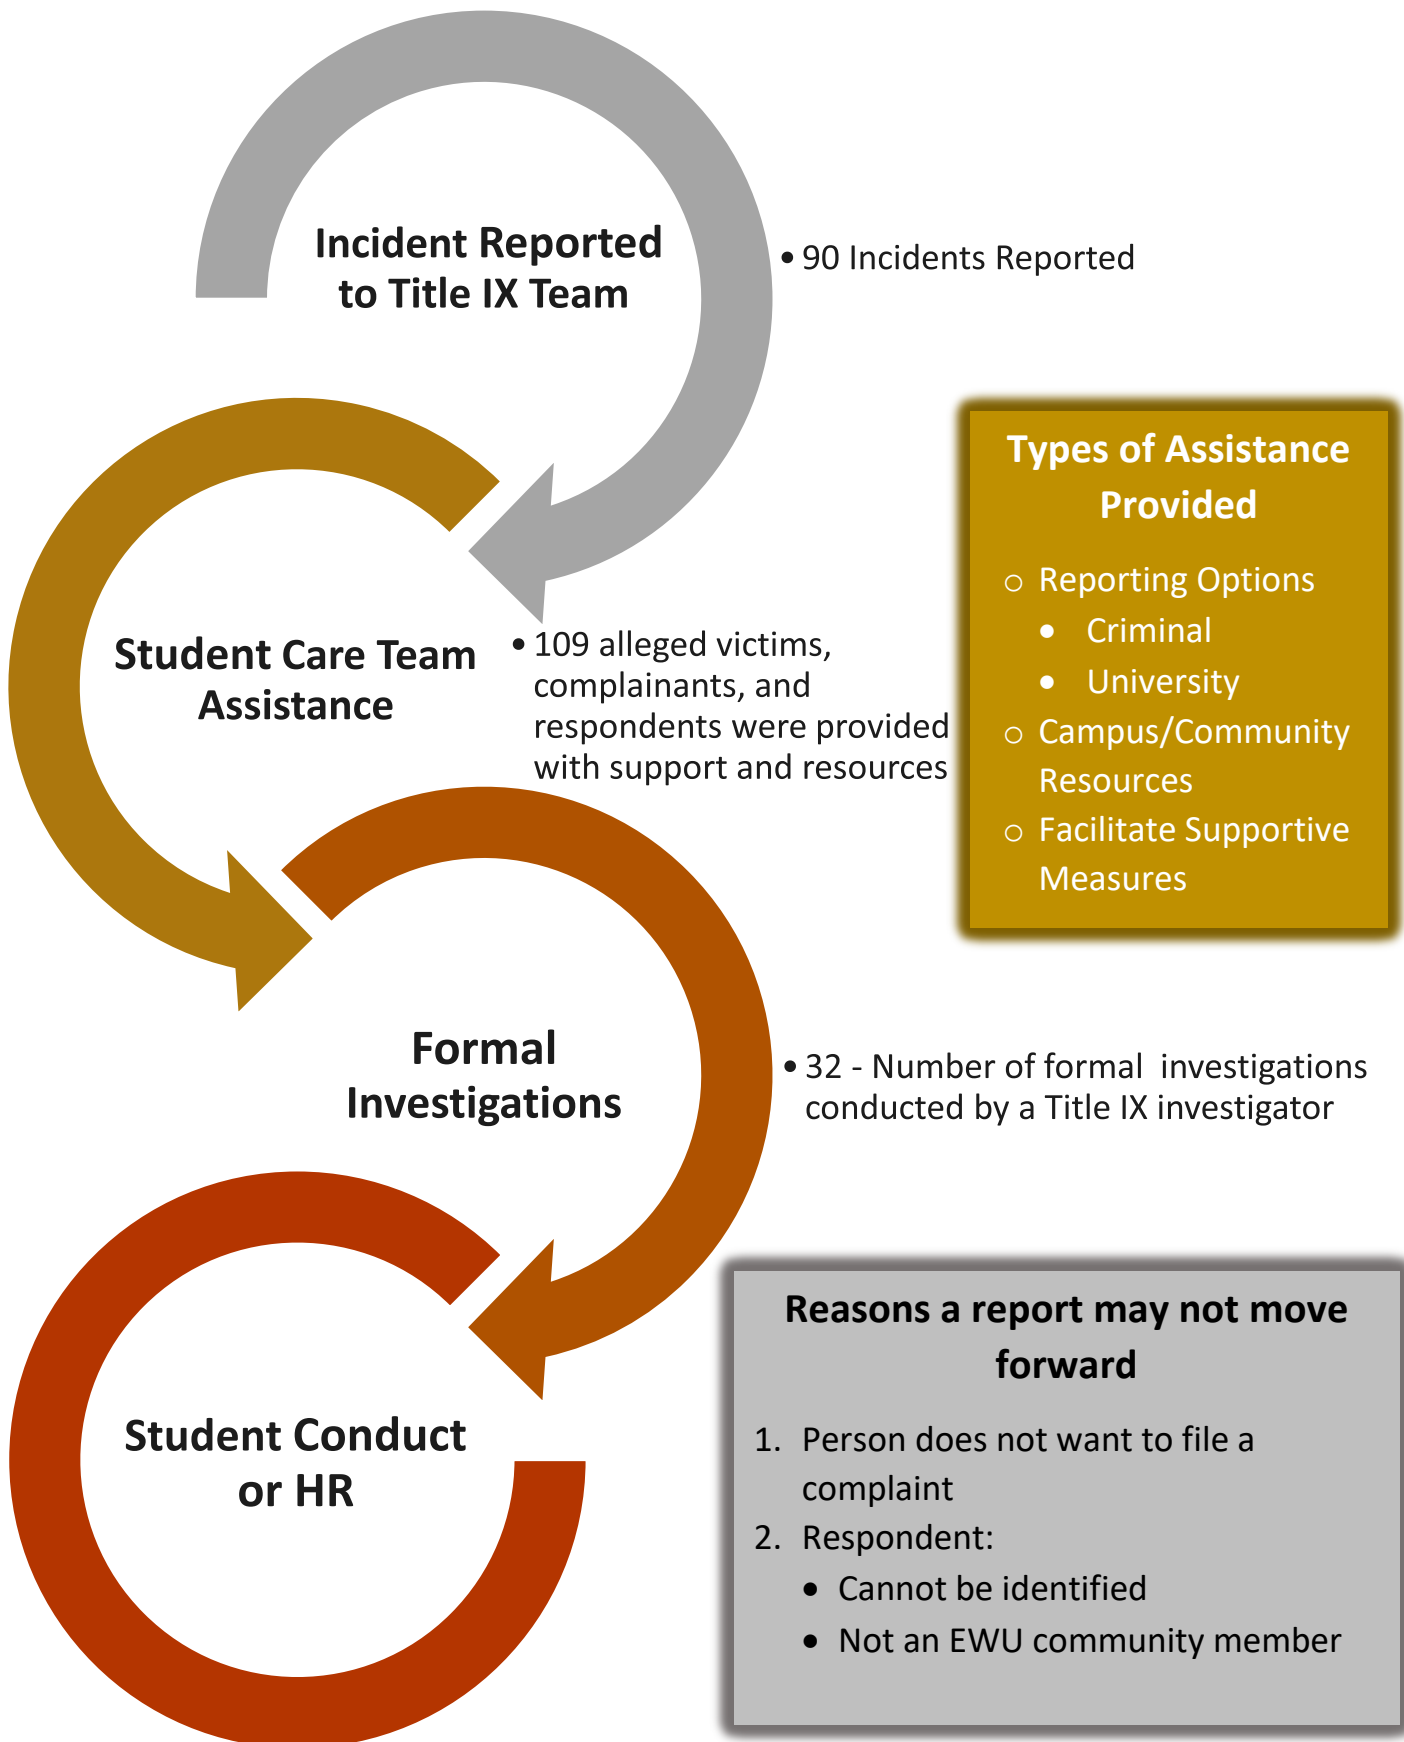 Incident Reported
to Title IX Team
• 90 Incidents Reported
Types of Assistance
Provided
o Reporting Options
• Criminal
• University
o Campus/Community
Resources
o Facilitate Supportive
Measures
Student Care Team
Assistance
• 109 alleged victims,
complainants, and
respondents were provided
with support and resources
Formal
Investigations
• 32 - Number of formal  investigations
conducted by a Title IX investigator
Student Conduct
or HR
Reasons a report may not move
forward
1. Person does not want to file a
complaint
2. Respondent:
• Cannot be identified
• Not an EWU community member